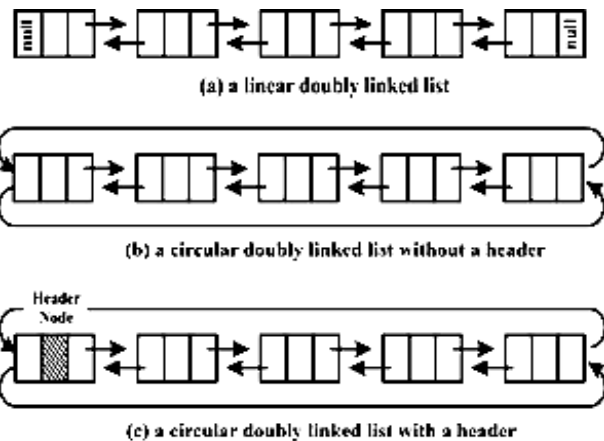 null
null
(a) a linear doubly linked list
(b) a circular doubly linked list without a header
Header
Node
(c) a circular doubly linked list with a header